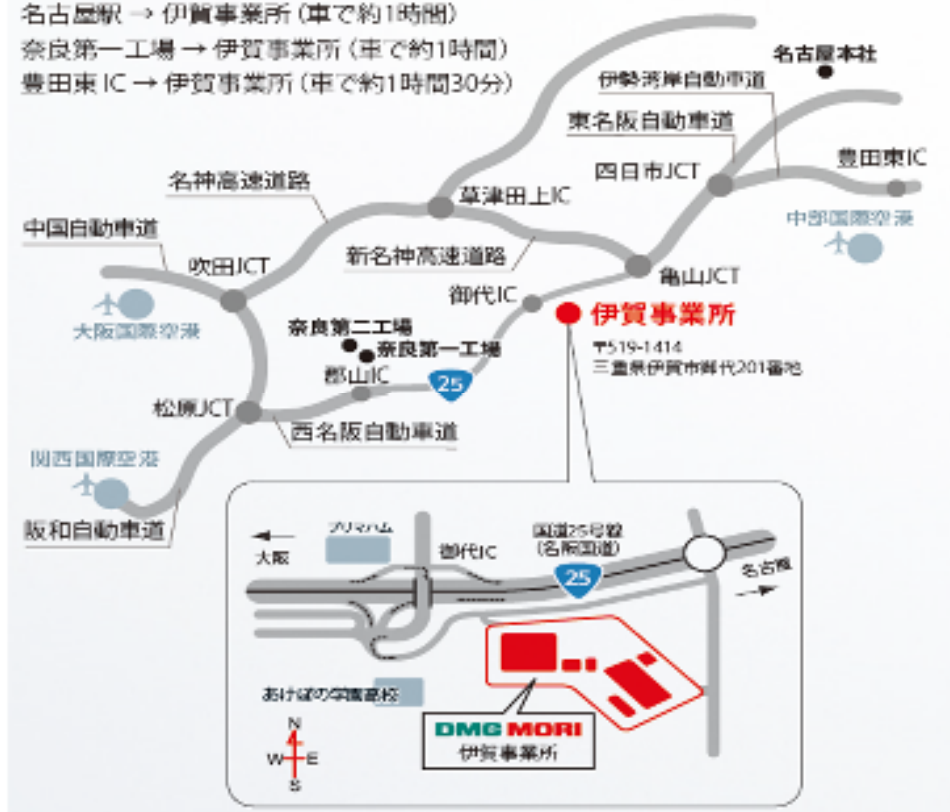 名古屋駅 → 伊賀事業所 (車で約1時間)
奈良第一工場 → 伊賀事業所 (車で約1時間)
豊田東IC → 伊賀事業所 (車で約1時間30分)
名古屋本社
伊勢湾岸自動車道
東名阪自動車道
豊田東IC
四日市JCT
名神高速道路
草津田上IC
中部国際空港
中国自動車道
新名神高速道路
吹田JCT
亀山JCT
御代IC
伊賀事業所
大阪国際空港
奈良第二工場
奈良第一工場
〒519-1414
三重県伊賀市御代201番地
郡山IC
25
松原JCT
西名阪自動車道
関西国際空港
阪和自動車道
プリマハム
国道25号線
(名阪国道)
大阪
御代IC
25
名古屋
あけぼの学園高校
DMG MORI
伊賀事業所
N
W E
S